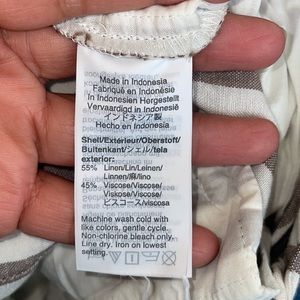 Made in Indonesia
Fabriqué en Indonésie
In Indonesien Hergestellt
Vervaardigd in Indonesië
インドネシア製
Hecho en Indonesia
Shell/Exterieur/Oberstoff/
Buitenkant/シェル/tela
exterior:
55% Linen/Lin/Leinen/
Linnen/麻/lino
45% Viscose/Viscose/
Viskose/Viscose/
ビスコース/viscosa
Machine wash cold with
like colors, gentle cycle.
Non-chlorine bleach only.
Line dry. Iron on lowest
setting.